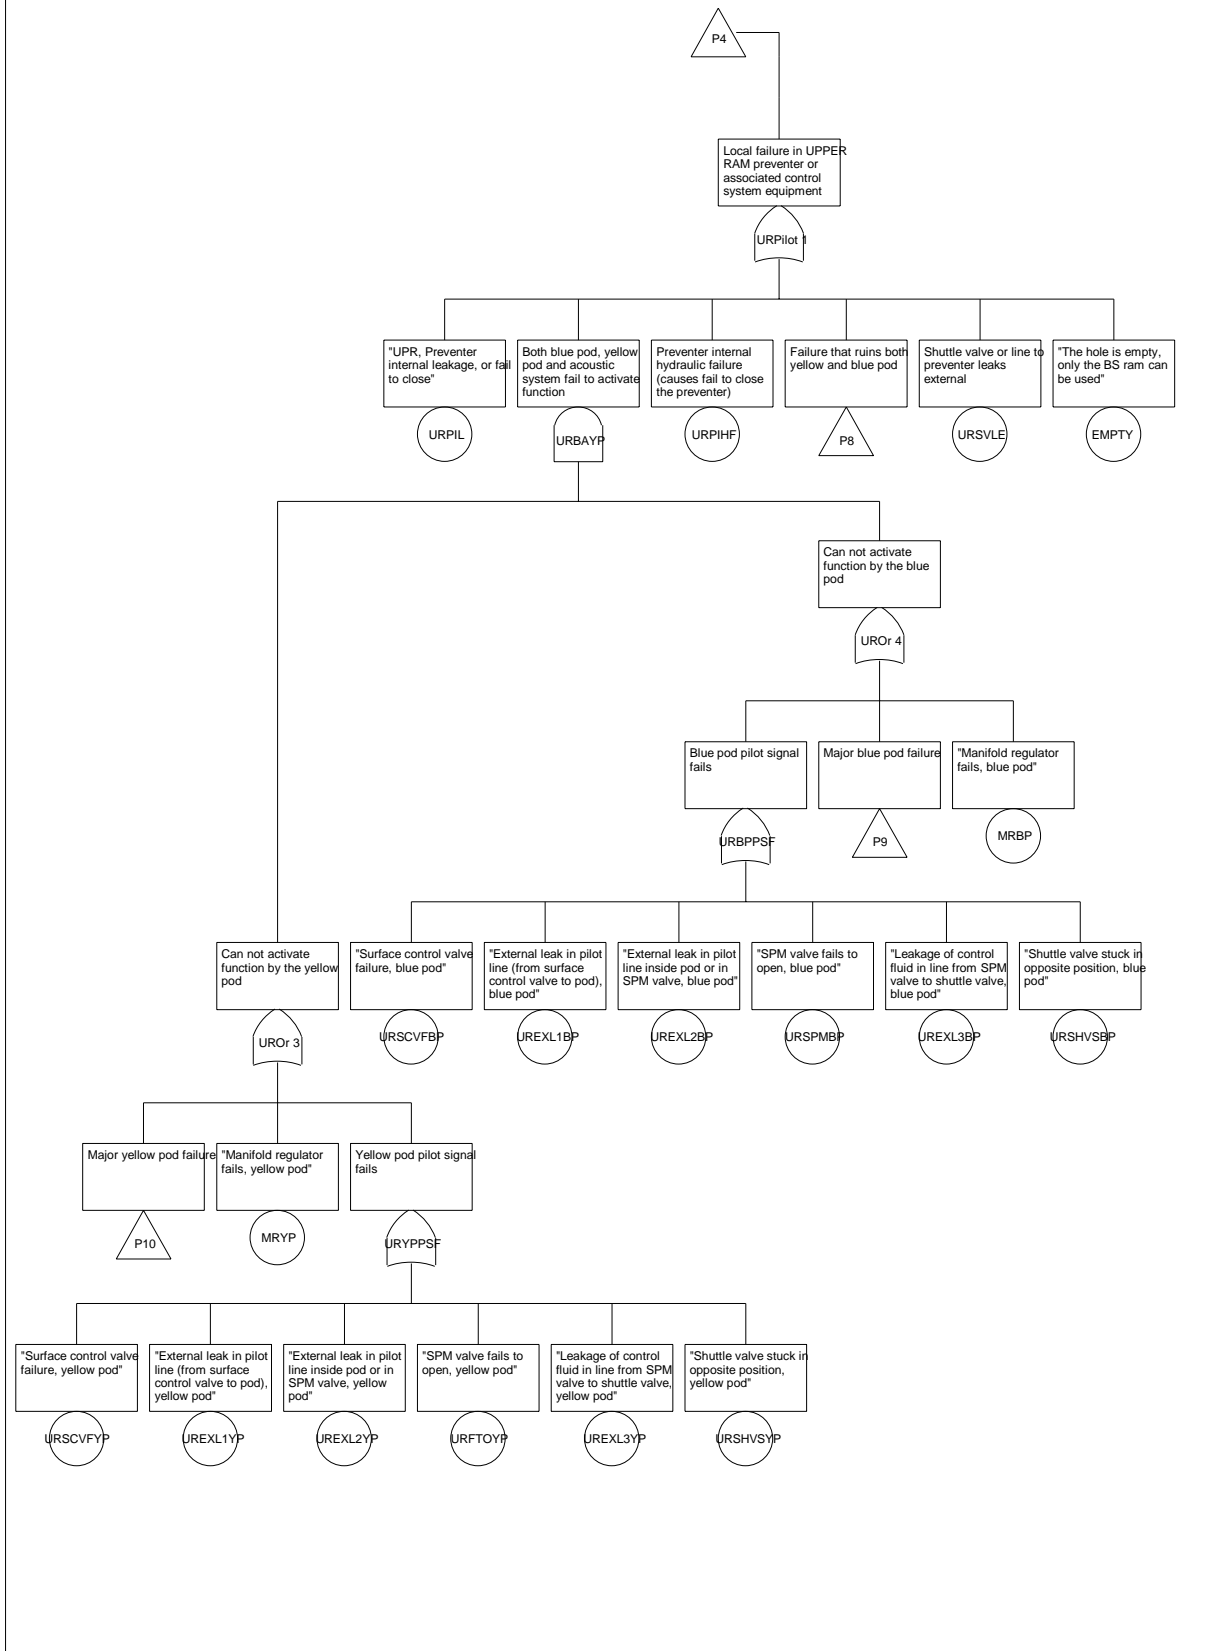 P4
Local failure in UPPER
RAM preventer or
associated control
system equipment
URPilot 1
"UPR, Preventer
internal leakage, or fail
to close"
URPIL
Both blue pod, yellow
pod and acoustic
system fail to activate
function
URBAYP
Preventer internal
hydraulic failure
(causes fail to close
the preventer)
URPIHF
Failure that ruins both
yellow and blue pod
P8
Shuttle valve or line to
preventer leaks
external
URSVLE
"The hole is empty,
only the BS ram can
be used"
EMPTY
Can not activate
function by the blue
pod
UROr 4
Blue pod pilot signal
fails
URBPPSF
Major blue pod failure
P9
"Manifold regulator
fails, blue pod"
MRBP
Can not activate
function by the yellow
pod
UROr 3
"Surface control valve
failure, blue pod"
URSCVFBP
"External leak in pilot
line (from surface
control valve to pod),
blue pod"
UREXL1BP
"External leak in pilot
line inside pod or in
SPM valve, blue pod"
UREXL2BP
"SPM valve fails to
open, blue pod"
URSPMBP
"Leakage of control
fluid in line from SPM
valve to shuttle valve,
blue pod"
UREXL3BP
"Shuttle valve stuck in
opposite position, blue
pod"
URSHVSBP
Major yellow pod failure
P10
"Manifold regulator
fails, yellow pod"
MRYP
Yellow pod pilot signal
fails
URYPPSF
"Surface control valve
failure, yellow pod"
URSCVFYP
"External leak in pilot
line (from surface
control valve to pod),
yellow pod"
UREXL1YP
"External leak in pilot
line inside pod or in
SPM valve, yellow
pod"
UREXL2YP
"SPM valve fails to
open, yellow pod"
URFTOYP
"Leakage of control
fluid in line from SPM
valve to shuttle valve,
yellow pod"
UREXL3YP
"Shuttle valve stuck in
opposite position,
yellow pod"
URSHVSYP